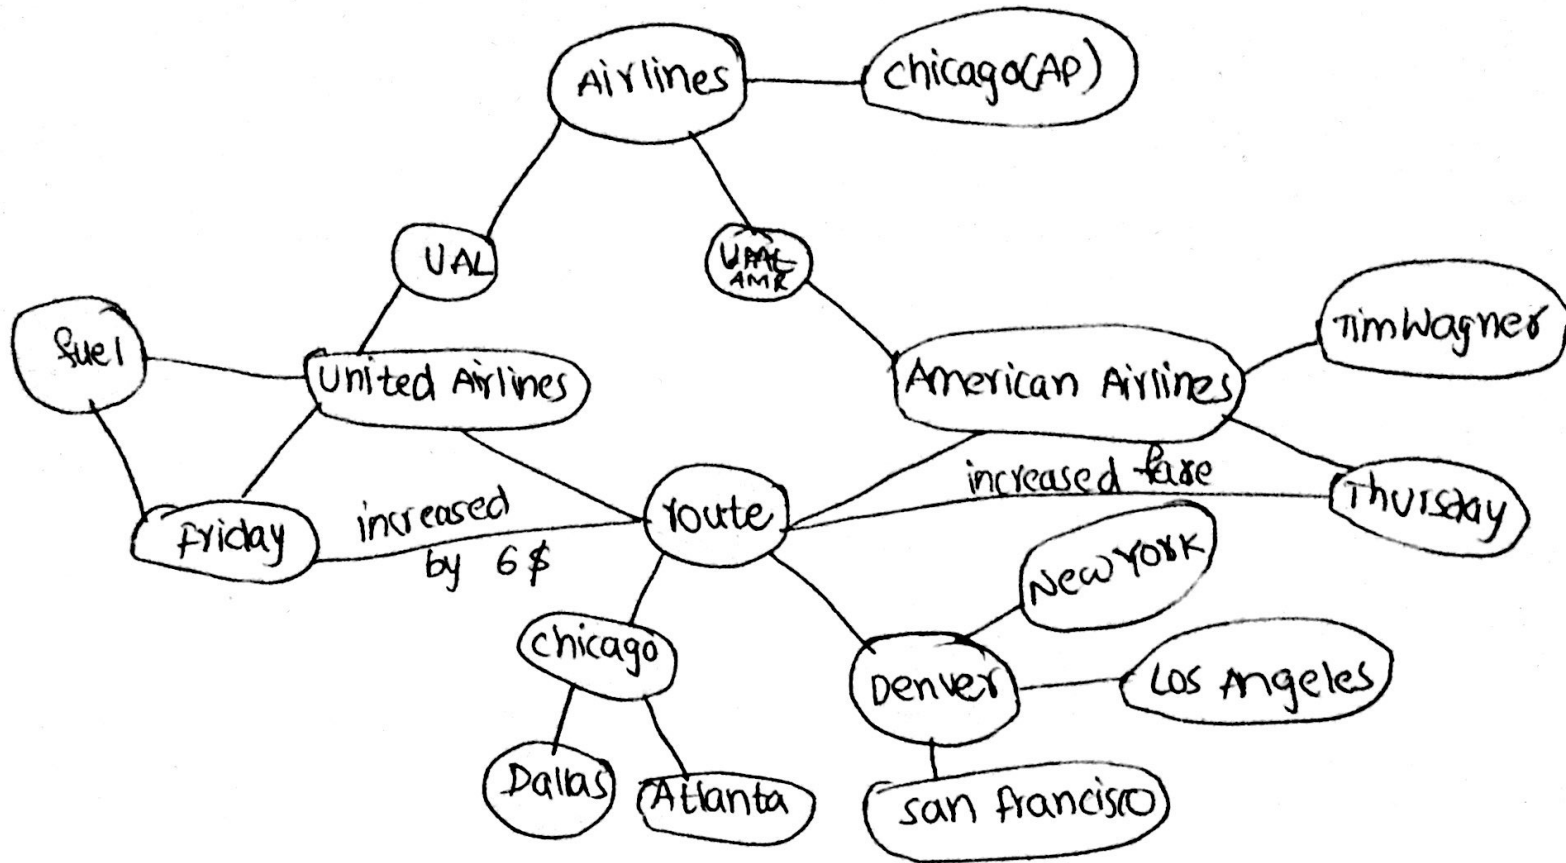 Airlines
Chicago(AP)
UAL
AMR
fuel
United Airlines
American Airlines
Tim Wagner
Friday
increased
by 6$
route
increased fare
Thursday
New York
Chicago
Denver
Los Angeles
Dallas
Atlanta
San Francisco